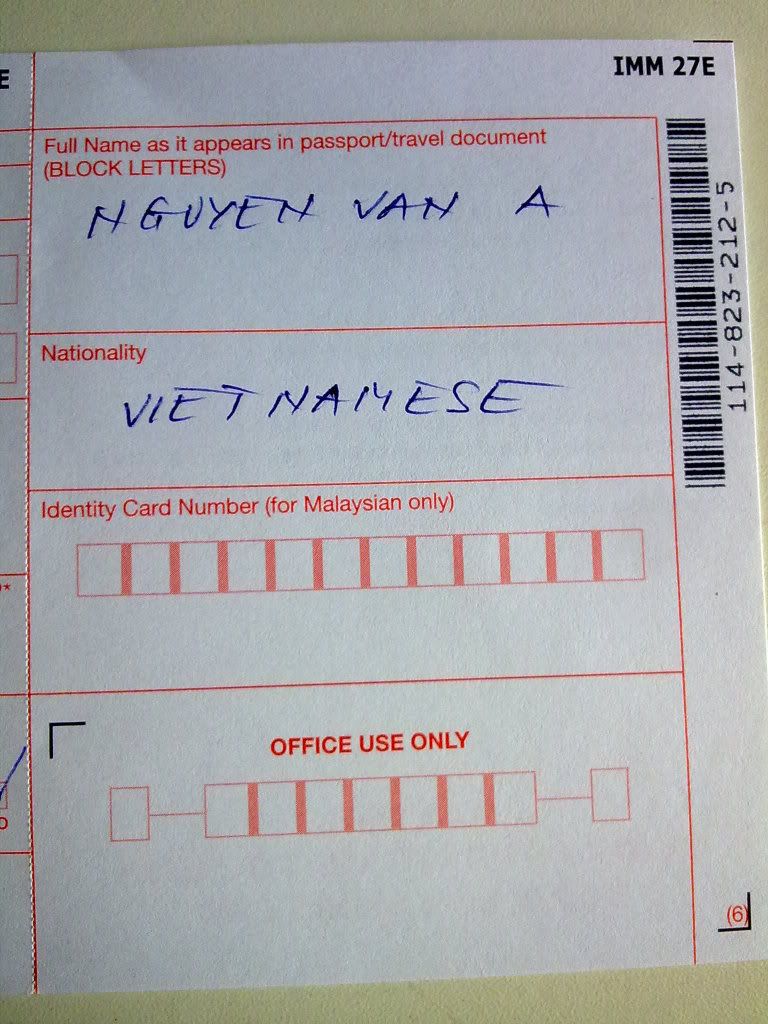 E
IMM 27E
Full Name as it appears in passport/travel document
(BLOCK LETTERS)
NGUYEN VAN A
Nationality
VIETNAMESE
Identity Card Number (for Malaysian only)
OFFICE USE ONLY
(6)
114-823-212-5